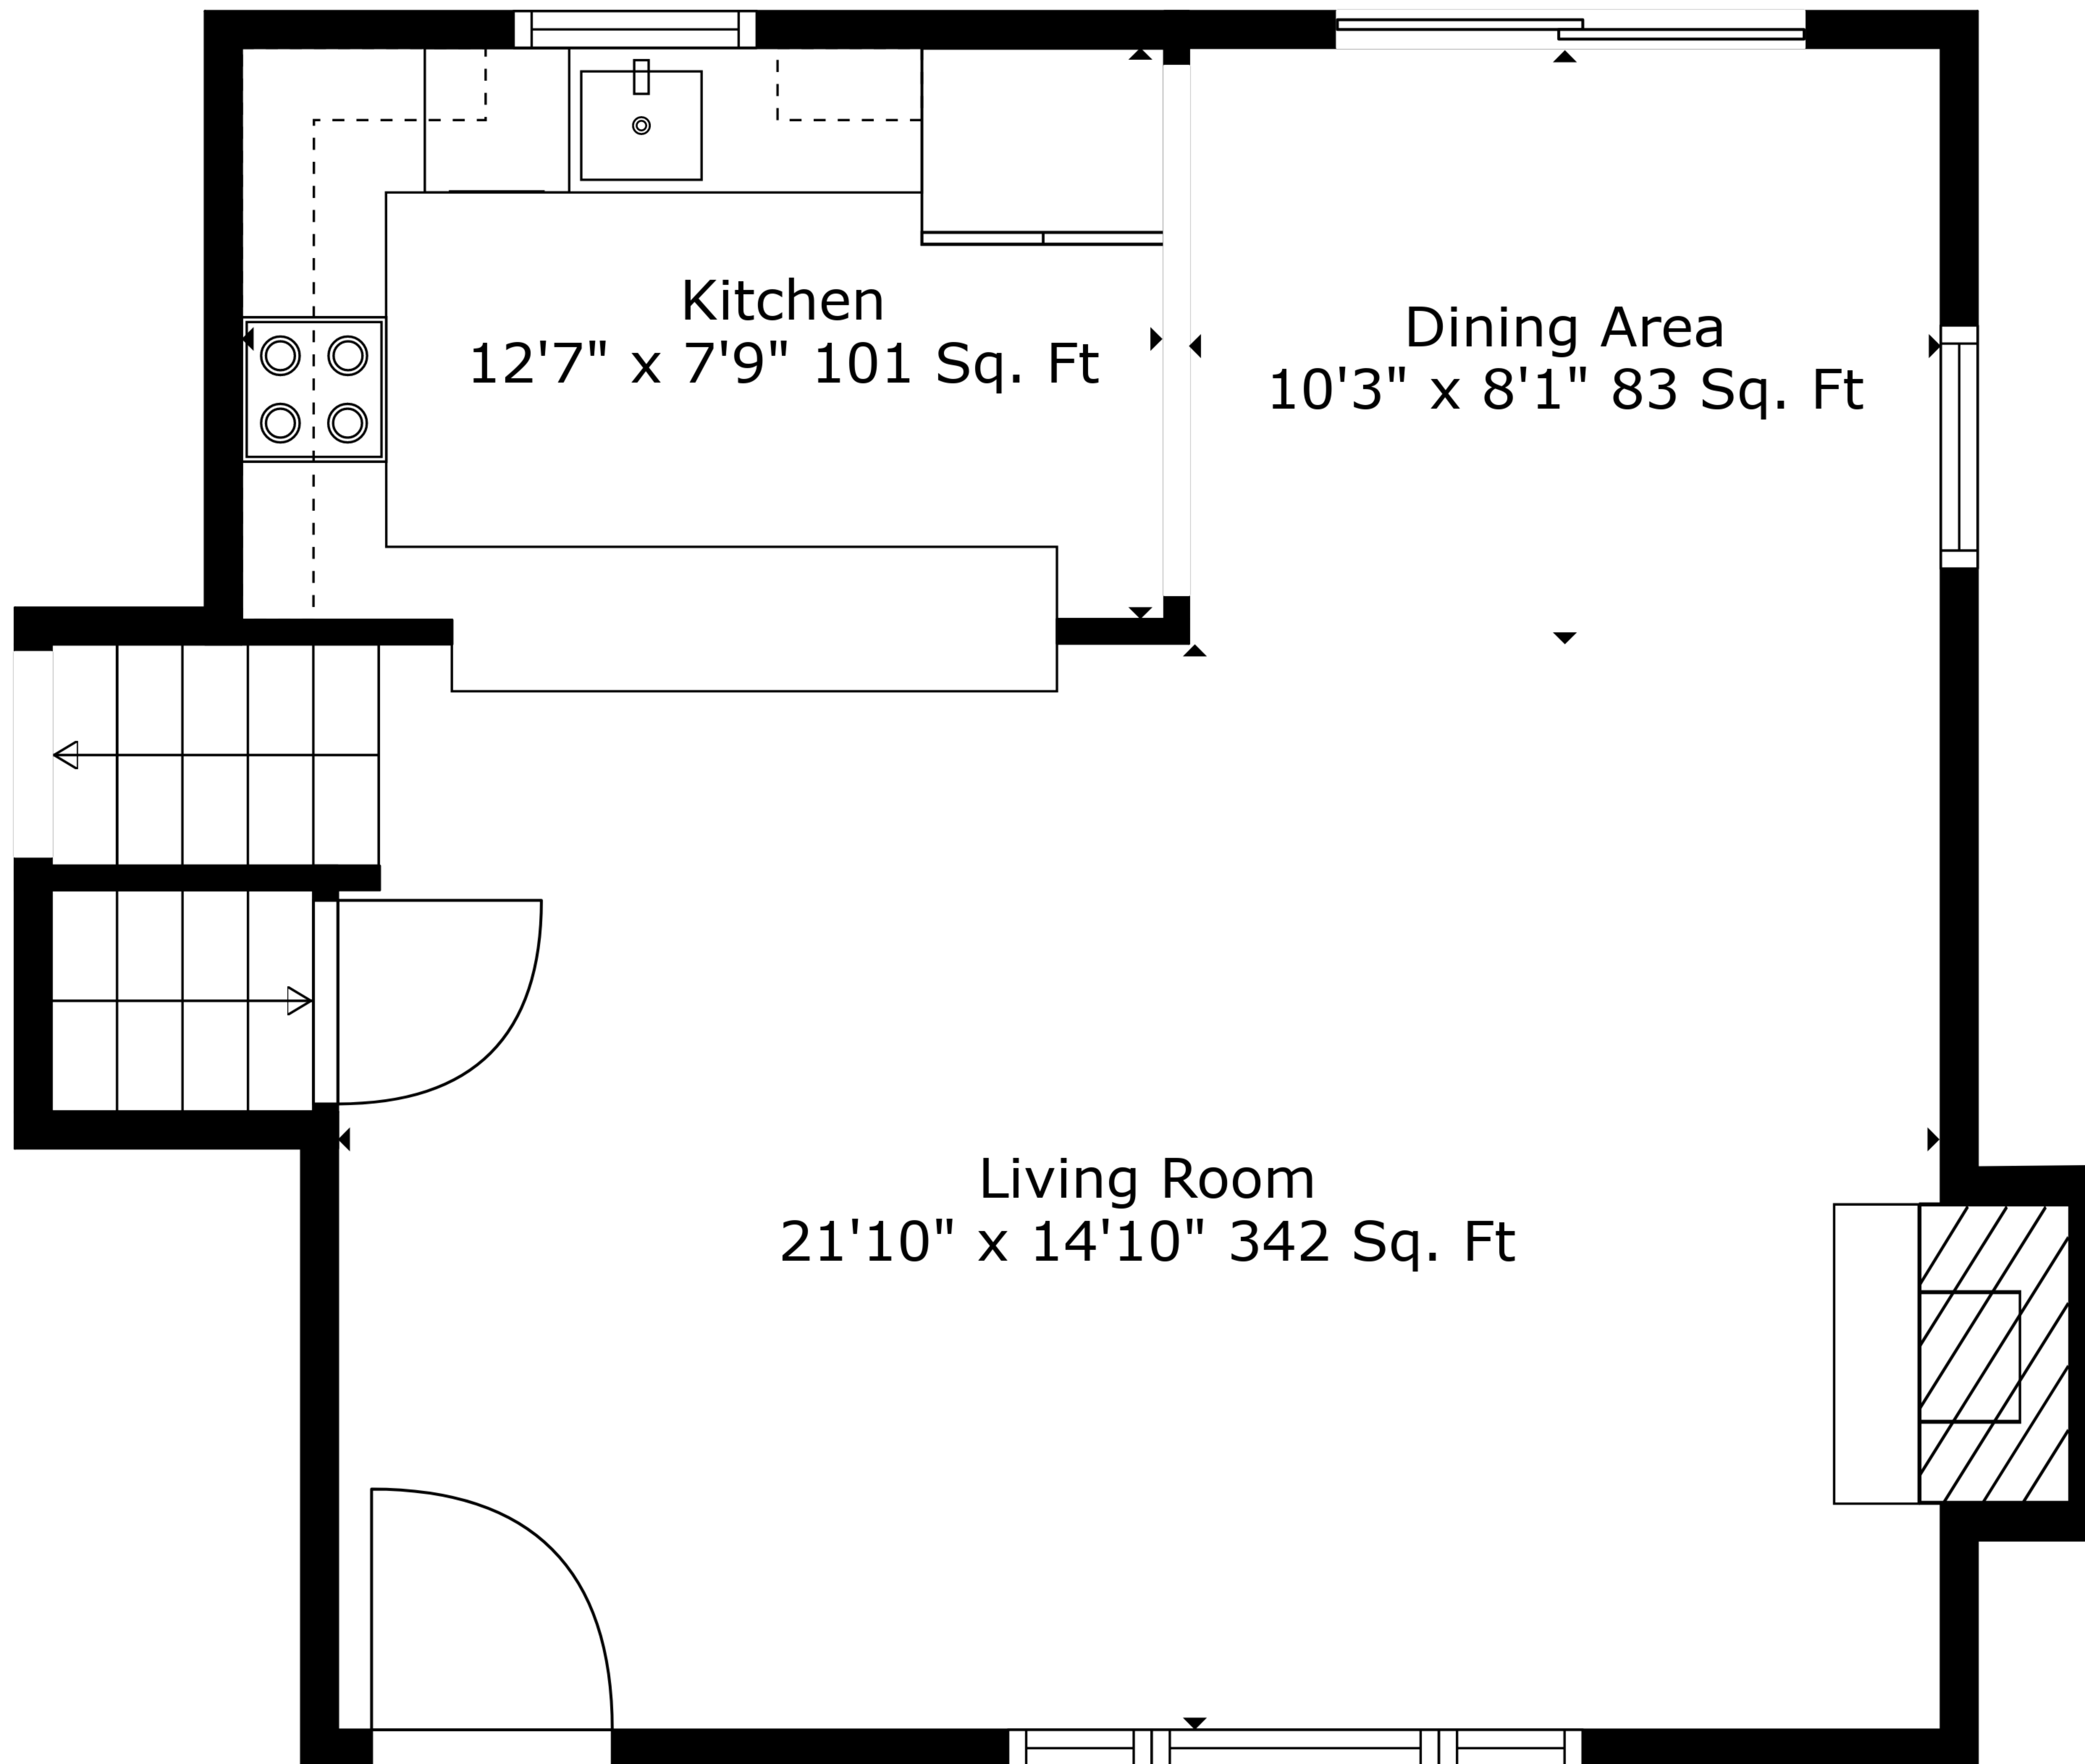 Kitchen
12'7" x 7'9" 101 Sq. Ft
Dining Area
10'3" x 8'1" 83 Sq. Ft
Living Room
21'10" x 14'10" 342 Sq. Ft